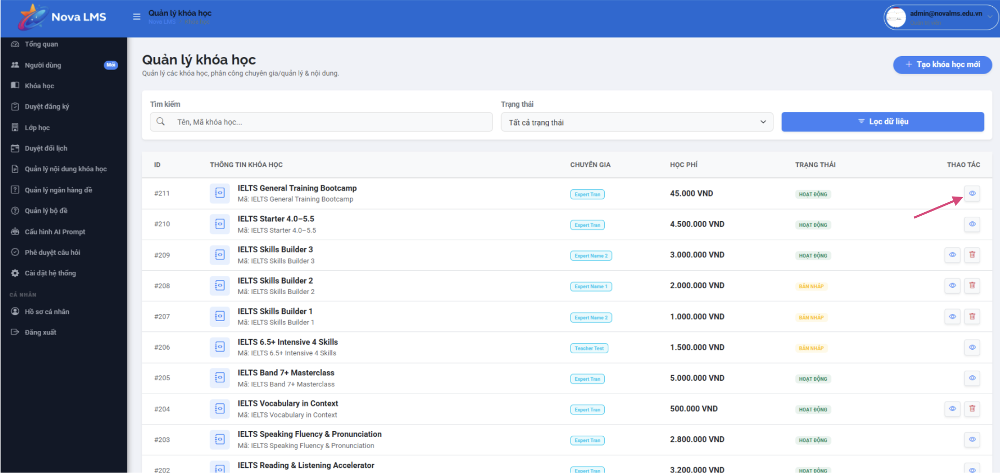 Nova LMS
Quản lý khóa học
Nova LMS / Khóa học
admin@novalms.edu.vn
Quản trị viên
Tổng quan
Người dùng
Mới
Khóa học
Duyệt đăng ký
Lớp học
Duyệt đổi lịch
Quản lý nội dung khóa học
Quản lý ngân hàng đề
Quản lý bộ đề
Cấu hình AI Prompt
Phê duyệt câu hỏi
Cài đặt hệ thống
CÁ NHÂN
Hồ sơ cá nhân
Đăng xuất
Quản lý khóa học
Quản lý các khóa học, phân công chuyên gia/quản lý & nội dung.
+ Tạo khóa học mới
Tìm kiếm
Tên, Mã khóa học...
Trạng thái
Tất cả trạng thái
Lọc dữ liệu
ID THÔNG TIN KHÓA HỌC CHUYÊN GIA HỌC PHÍ TRẠNG THÁI THAO TÁC
#211 IELTS General Training Bootcamp Expert Tran 45.000 VND HOẠT ĐỘNG
Mã: IELTS General Training Bootcamp
#210 IELTS Starter 4.0–5.5 Expert Tran 4.500.000 VND HOẠT ĐỘNG
Mã: IELTS Starter 4.0–5.5
#209 IELTS Skills Builder 3 Expert Name 2 3.000.000 VND HOẠT ĐỘNG
Mã: IELTS Skills Builder 3
#208 IELTS Skills Builder 2 Expert Name 1 2.000.000 VND BẢN NHÁP
Mã: IELTS Skills Builder 2
#207 IELTS Skills Builder 1 Expert Name 2 1.000.000 VND BẢN NHÁP
Mã: IELTS Skills Builder 1
#206 IELTS 6.5+ Intensive 4 Skills Teacher Test 1.500.000 VND BẢN NHÁP
Mã: IELTS 6.5+ Intensive 4 Skills
#205 IELTS Band 7+ Masterclass Expert Tran 5.000.000 VND HOẠT ĐỘNG
Mã: IELTS Band 7+ Masterclass
#204 IELTS Vocabulary in Context Expert Tran 500.000 VND HOẠT ĐỘNG
Mã: IELTS Vocabulary in Context
#203 IELTS Speaking Fluency & Pronunciation Expert Tran 2.800.000 VND HOẠT ĐỘNG
Mã: IELTS Speaking Fluency & Pronunciation
#202 IELTS Reading & Listening Accelerator Expert Tran 3.200.000 VND HOẠT ĐỘNG